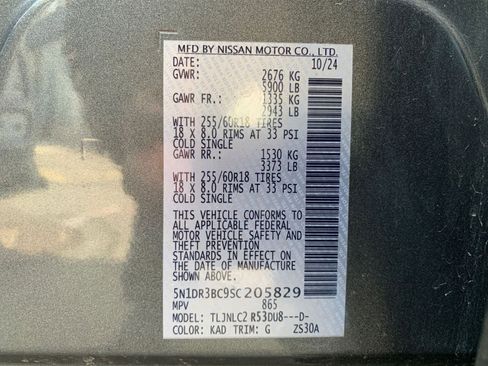 MFD BY NISSAN MOTOR CO., LTD.
DATE: 10/24
GVWR: 2676 KG
5900 LB
GAWR FR.: 1335 KG
2943 LB
WITH 255/60R18 TIRES
18 X 8.0 RIMS AT 33 PSI
COLD SINGLE
GAWR RR.: 1530 KG
3373 LB
WITH 255/60R18 TIRES
18 X 8.0 RIMS AT 33 PSI
COLD SINGLE
THIS VEHICLE CONFORMS TO
ALL APPLICABLE FEDERAL
MOTOR VEHICLE SAFETY AND
THEFT PREVENTION
STANDARDS IN EFFECT ON
THE DATE OF MANUFACTURE
SHOWN ABOVE.
5N1DR3BC9SC205829
MPV 865
MODEL: TLJNLC2 R53DU8---D-
COLOR: KAD TRIM: G ZS30A